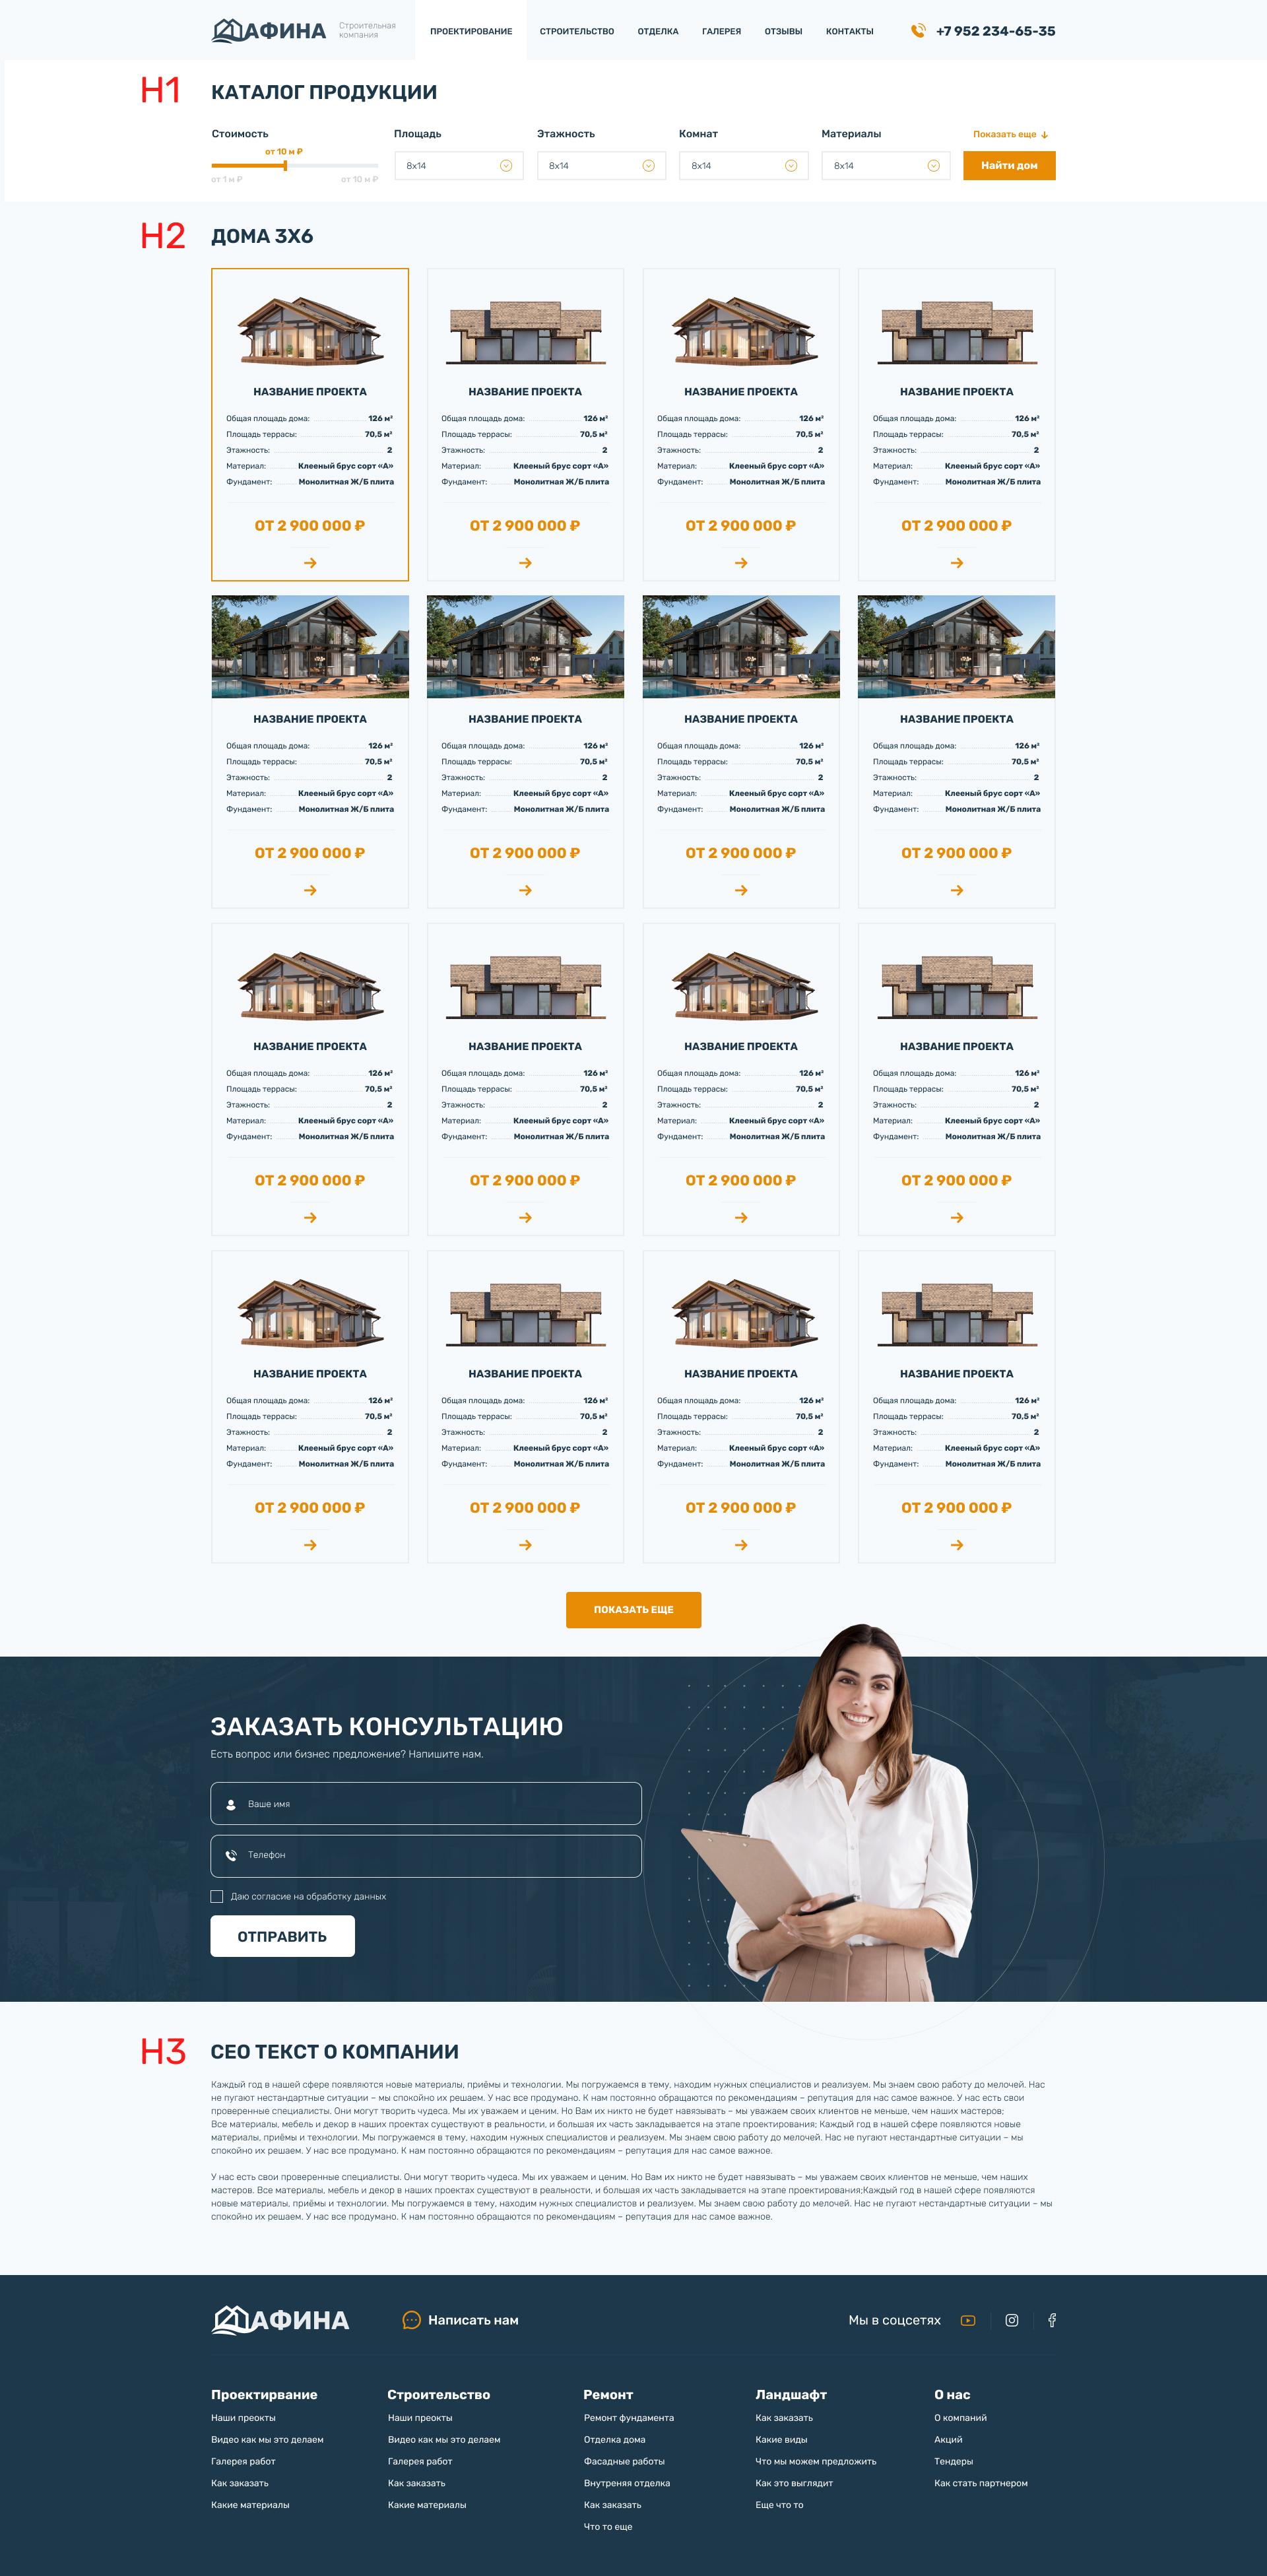 АФИНА
Строительная
компания
ПРОЕКТИРОВАНИЕ СТРОИТЕЛЬСТВО ОТДЕЛКА ГАЛЕРЕЯ ОТЗЫВЫ КОНТАКТЫ
+7 952 234-65-35
H1 КАТАЛОГ ПРОДУКЦИИ
Стоимость Площадь Этажность Комнат Материалы Показать еще
от 10 м ₽
8х14 8х14 8х14 8х14 Найти дом
от 1 м ₽ от 10 м ₽
H2 ДОМА 3Х6
НАЗВАНИЕ ПРОЕКТА НАЗВАНИЕ ПРОЕКТА НАЗВАНИЕ ПРОЕКТА НАЗВАНИЕ ПРОЕКТА
Общая площадь дома: 126 м² Общая площадь дома: 126 м² Общая площадь дома: 126 м² Общая площадь дома: 126 м²
Площадь террасы: 70,5 м² Площадь террасы: 70,5 м² Площадь террасы: 70,5 м² Площадь террасы: 70,5 м²
Этажность: 2 Этажность: 2 Этажность: 2 Этажность: 2
Материал: Клееный брус сорт «А» Материал: Клееный брус сорт «А» Материал: Клееный брус сорт «А» Материал: Клееный брус сорт «А»
Фундамент: Монолитная Ж/Б плита Фундамент: Монолитная Ж/Б плита Фундамент: Монолитная Ж/Б плита Фундамент: Монолитная Ж/Б плита
ОТ 2 900 000 ₽ ОТ 2 900 000 ₽ ОТ 2 900 000 ₽ ОТ 2 900 000 ₽
НАЗВАНИЕ ПРОЕКТА НАЗВАНИЕ ПРОЕКТА НАЗВАНИЕ ПРОЕКТА НАЗВАНИЕ ПРОЕКТА
Общая площадь дома: 126 м² Общая площадь дома: 126 м² Общая площадь дома: 126 м² Общая площадь дома: 126 м²
Площадь террасы: 70,5 м² Площадь террасы: 70,5 м² Площадь террасы: 70,5 м² Площадь террасы: 70,5 м²
Этажность: 2 Этажность: 2 Этажность: 2 Этажность: 2
Материал: Клееный брус сорт «А» Материал: Клееный брус сорт «А» Материал: Клееный брус сорт «А» Материал: Клееный брус сорт «А»
Фундамент: Монолитная Ж/Б плита Фундамент: Монолитная Ж/Б плита Фундамент: Монолитная Ж/Б плита Фундамент: Монолитная Ж/Б плита
ОТ 2 900 000 ₽ ОТ 2 900 000 ₽ ОТ 2 900 000 ₽ ОТ 2 900 000 ₽
НАЗВАНИЕ ПРОЕКТА НАЗВАНИЕ ПРОЕКТА НАЗВАНИЕ ПРОЕКТА НАЗВАНИЕ ПРОЕКТА
Общая площадь дома: 126 м² Общая площадь дома: 126 м² Общая площадь дома: 126 м² Общая площадь дома: 126 м²
Площадь террасы: 70,5 м² Площадь террасы: 70,5 м² Площадь террасы: 70,5 м² Площадь террасы: 70,5 м²
Этажность: 2 Этажность: 2 Этажность: 2 Этажность: 2
Материал: Клееный брус сорт «А» Материал: Клееный брус сорт «А» Материал: Клееный брус сорт «А» Материал: Клееный брус сорт «А»
Фундамент: Монолитная Ж/Б плита Фундамент: Монолитная Ж/Б плита Фундамент: Монолитная Ж/Б плита Фундамент: Монолитная Ж/Б плита
ОТ 2 900 000 ₽ ОТ 2 900 000 ₽ ОТ 2 900 000 ₽ ОТ 2 900 000 ₽
НАЗВАНИЕ ПРОЕКТА НАЗВАНИЕ ПРОЕКТА НАЗВАНИЕ ПРОЕКТА НАЗВАНИЕ ПРОЕКТА
Общая площадь дома: 126 м² Общая площадь дома: 126 м² Общая площадь дома: 126 м² Общая площадь дома: 126 м²
Площадь террасы: 70,5 м² Площадь террасы: 70,5 м² Площадь террасы: 70,5 м² Площадь террасы: 70,5 м²
Этажность: 2 Этажность: 2 Этажность: 2 Этажность: 2
Материал: Клееный брус сорт «А» Материал: Клееный брус сорт «А» Материал: Клееный брус сорт «А» Материал: Клееный брус сорт «А»
Фундамент: Монолитная Ж/Б плита Фундамент: Монолитная Ж/Б плита Фундамент: Монолитная Ж/Б плита Фундамент: Монолитная Ж/Б плита
ОТ 2 900 000 ₽ ОТ 2 900 000 ₽ ОТ 2 900 000 ₽ ОТ 2 900 000 ₽
ПОКАЗАТЬ ЕЩЕ
ЗАКАЗАТЬ КОНСУЛЬТАЦИЮ
Есть вопрос или бизнес предложение? Напишите нам.
Ваше имя
Телефон
Даю согласие на обработку данных
ОТПРАВИТЬ
H3 СЕО ТЕКСТ О КОМПАНИИ
Каждый год в нашей сфере появляются новые материалы, приёмы и технологии. Мы погружаемся в тему, находим нужных специалистов и реализуем. Мы знаем свою работу до мелочей. Нас
не пугают нестандартные ситуации – мы спокойно их решаем. У нас все продумано. К нам постоянно обращаются по рекомендациям – репутация для нас самое важное. У нас есть свои
проверенные специалисты. Они могут творить чудеса. Мы их уважаем и ценим. Но Вам их никто не будет навязывать – мы уважаем своих клиентов не меньше, чем наших мастеров;
Все материалы, мебель и декор в наших проектах существуют в реальности, и большая их часть закладывается на этапе проектирования; Каждый год в нашей сфере появляются новые
материалы, приёмы и технологии. Мы погружаемся в тему, находим нужных специалистов и реализуем. Мы знаем свою работу до мелочей. Нас не пугают нестандартные ситуации – мы
спокойно их решаем. У нас все продумано. К нам постоянно обращаются по рекомендациям – репутация для нас самое важное.
У нас есть свои проверенные специалисты. Они могут творить чудеса. Мы их уважаем и ценим. Но Вам их никто не будет навязывать – мы уважаем своих клиентов не меньше, чем наших
мастеров. Все материалы, мебель и декор в наших проектах существуют в реальности, и большая их часть закладывается на этапе проектирования;Каждый год в нашей сфере появляются
новые материалы, приёмы и технологии. Мы погружаемся в тему, находим нужных специалистов и реализуем. Мы знаем свою работу до мелочей. Нас не пугают нестандартные ситуации – мы
спокойно их решаем. У нас все продумано. К нам постоянно обращаются по рекомендациям – репутация для нас самое важное.
АФИНА Написать нам Мы в соцсетях
Проектирвание Строительство Ремонт Ландшафт О нас
Наши преокты Наши преокты Ремонт фундамента Как заказать О компаний
Видео как мы это делаем Видео как мы это делаем Отделка дома Какие виды Акций
Галерея работ Галерея работ Фасадные работы Что мы можем предложить Тендеры
Как заказать Как заказать Внутреняя отделка Как это выглядит Как стать партнером
Какие материалы Какие материалы Как заказать Еще что то
Что то еще